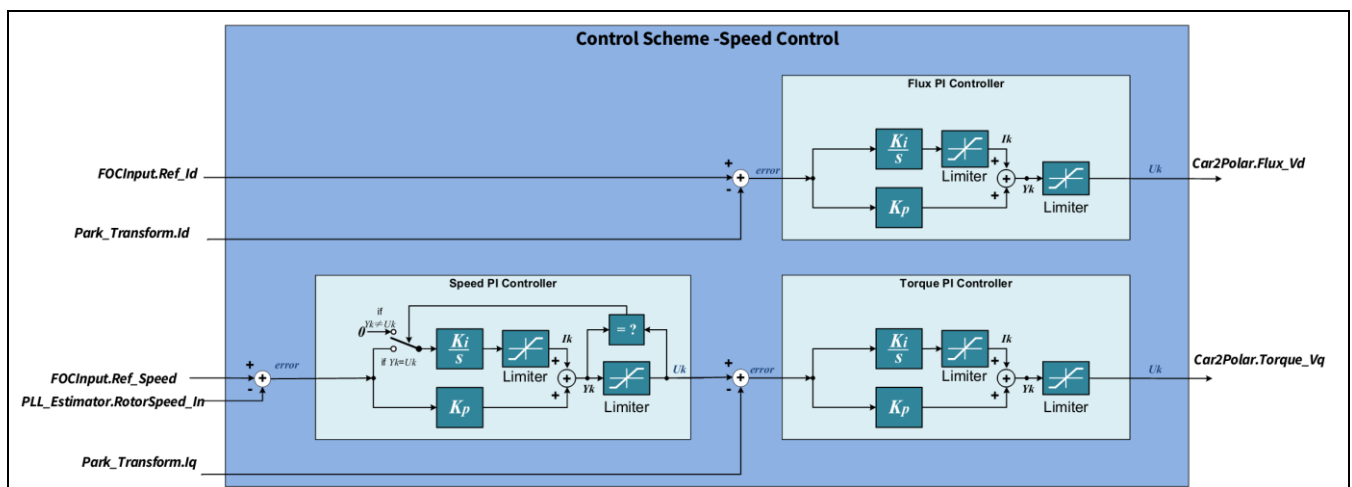 Control Scheme -Speed Control
Flux PI Controller
Ki
s
Ik
Limiter
+
+
Yk
Kp
Limiter
FOCInput.Ref_Id
+
-
+
error
Uk
Car2Polar.Flux_Vd
Park_Transform.Id
Speed PI Controller
if
Yk≠Uk
0
if Yk=Uk
Ki
s
Limiter
Ik
= ?
+
+
+
Yk
Kp
Limiter
Uk
FOCInput.Ref_Speed
+
-
+
error
PLL_Estimator.RotorSpeed_In
Park_Transform.Iq
+
-
+
error
Torque PI Controller
Ki
s
Ik
Limiter
+
+
+
Yk
Kp
Limiter
Uk
Car2Polar.Torque_Vq